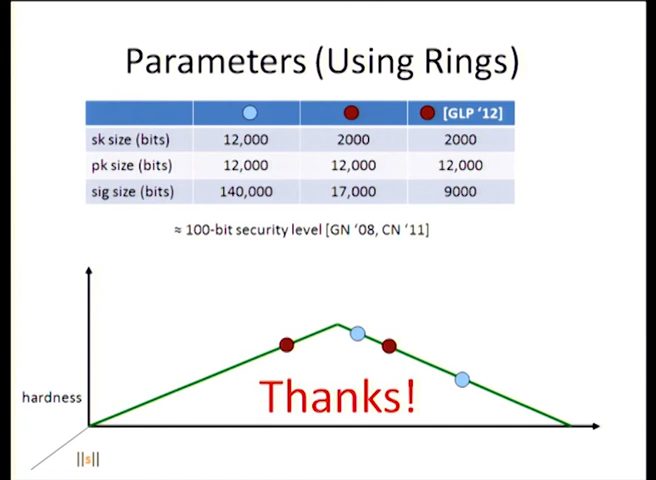 Parameters (Using Rings)
[GLP ‘12]
sk size (bits) 12,000 2000 2000
pk size (bits) 12,000 12,000 12,000
sig size (bits) 140,000 17,000 9000
≈ 100-bit security level [GN ‘08, CN ‘11]
hardness
Thanks!
||s||